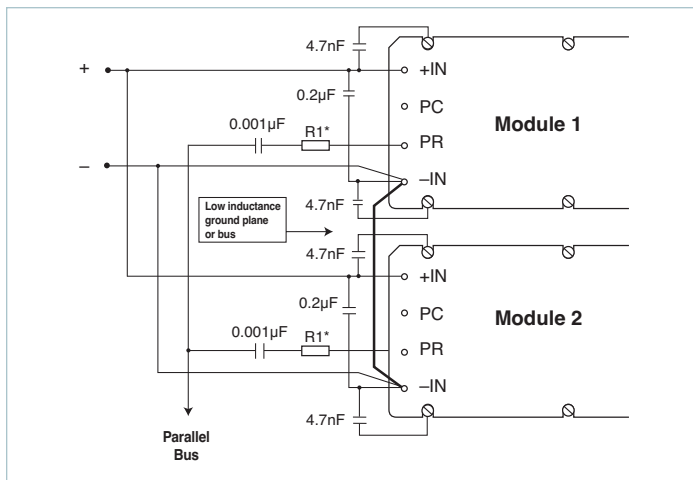 4.7nF
+
+IN
0.2µF
PC
Module 1
0.001µF
R1*
PR
–
–IN
4.7nF
Low inductance
ground plane
or bus
4.7nF
+IN
0.2µF
PC
Module 2
0.001µF
R1*
PR
–IN
4.7nF
Parallel
Bus